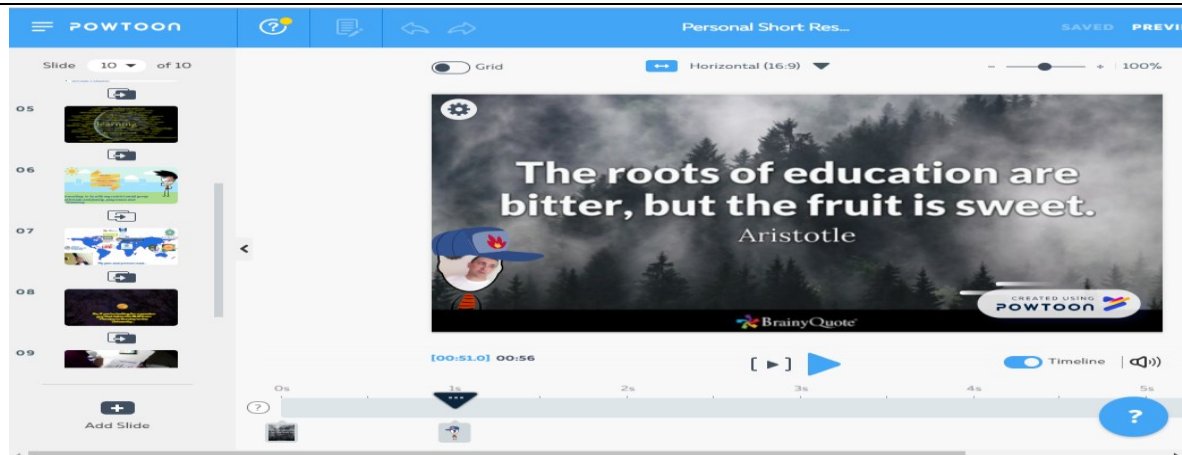 POWTOON
?
Personal Short Res...
SAVED PREVI
Slide 10 of 10
Grid
Horizontal (16:9)
- + 100%
05
learning
06
07
08
09
Add Slide
The roots of education are
bitter, but the fruit is sweet.
Aristotle
CREATED USING
POWTOON
BrainyQuote
[00:51.0] 00:56
[ ]
Timeline
0s 1s 2s 3s 4s 5s
?
?